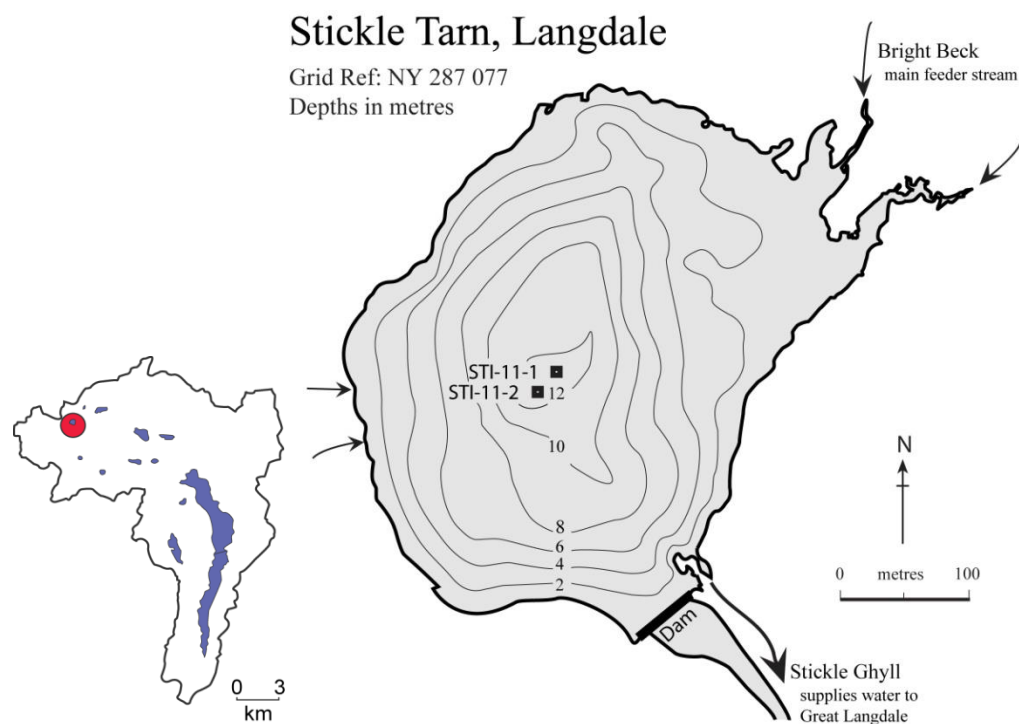 Stickle Tarn, Langdale
Grid Ref: NY 287 077
Depths in metres
Bright Beck
main feeder stream
STI-11-1
STI-11-2
12
10
8
6
4
2
N
0 metres 100
Dam
Stickle Ghyll
supplies water to
Great Langdale
0 3
km